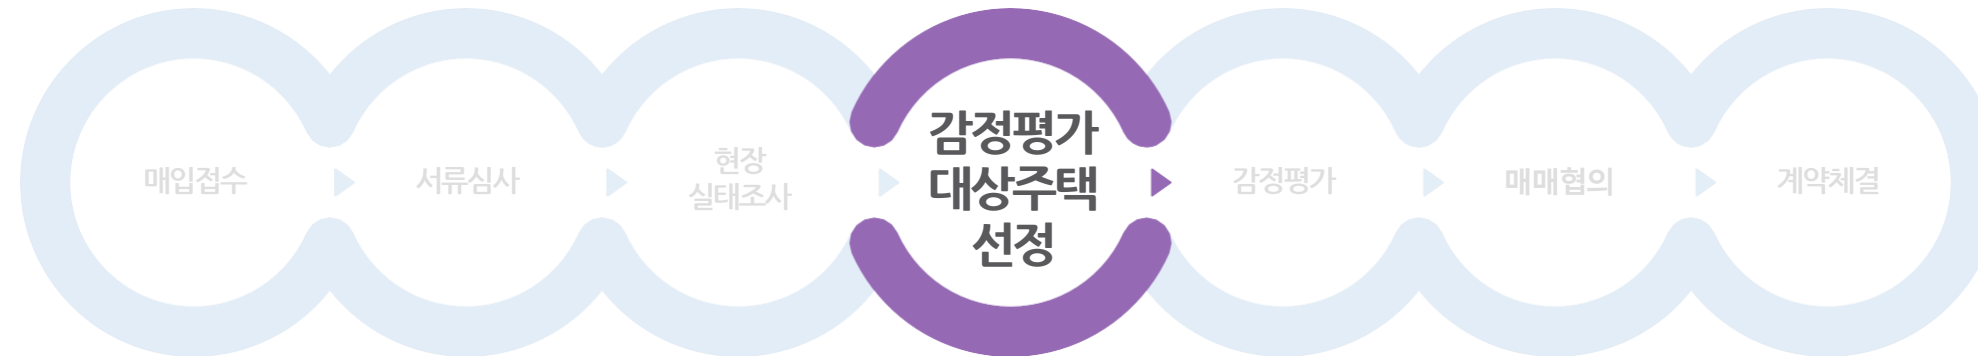 매입접수
서류심사
현장
실태조사
감정평가
대상주택
선정
감정평가
매매협의
계약체결